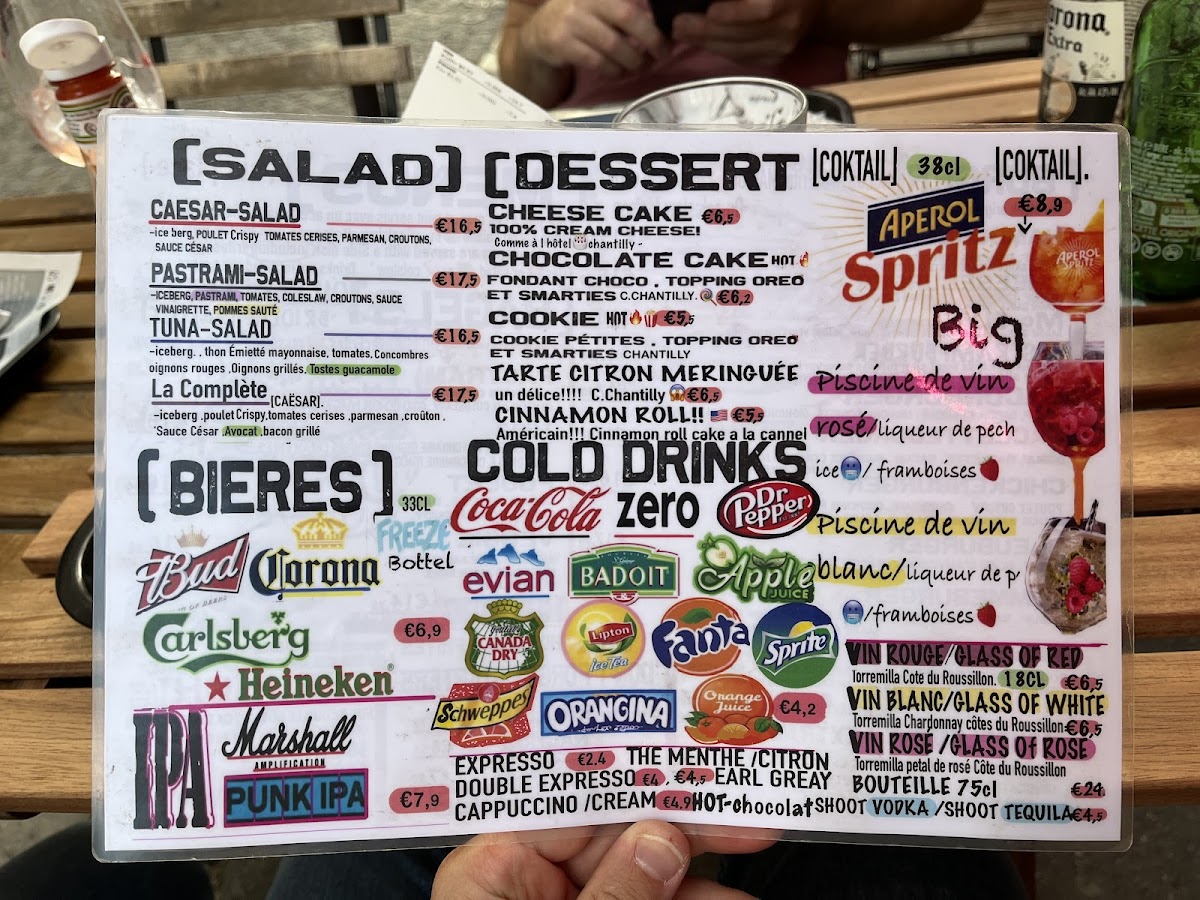 orona
Extra
[SALAD]
CAESAR-SALAD €16,5
-ice berg, POULET Crispy TOMATES CERISES, PARMESAN, CROUTONS,
SAUCE CÉSAR
PASTRAMI-SALAD €17,5
-ICEBERG, PASTRAMI, TOMATES, COLESLAW, CROUTONS, SAUCE
VINAIGRETTE, POMMES SAUTÉ
TUNA-SALAD €16,5
-iceberg. , thon Émietté mayonnaise, tomates. Concombres
oignons rouges ,Oignons grillés. Tostes guacamole
La Complète [CAËSAR]. €17,5
-iceberg ,poulet Crispy,tomates cerises .parmesan ,croûton .
'Sauce César Avocat .bacon grillé
[DESSERT
CHEESE CAKE €6,5
100% CREAM CHEESE!
Comme à l hôtel chantilly -
CHOCOLATE CAKE HOT
FONDANT CHOCO , TOPPING OREO
ET SMARTIES C.CHANTILLY. €6,2
COOKIE HOT €5,5
COOKIE PÉTITES , TOPPING OREO
ET SMARTIES CHANTILLY
TARTE CITRON MERINGUÉE
un délice!!!! C.Chantilly €6,5
CINNAMON ROLL!! €5,5
Américain!!! Cinnamon roll cake a la cannel
[COKTAIL] 38cl [COKTAIL].
€8,9
APEROL
Spritz
APEROL
SPRITZ
Big
Piscine de vin
rosé/liqueur de pech
ice / framboises
Piscine de vin
blanc/liqueur de p
/framboises
[BIERES] 33CL
FREEZE
Bottel
Bud
Corona
Carlsberg
€6,9
Heineken
IPA
Marshall
AMPLIFICATION
PUNK IPA
€7,9
COLD DRINKS
Coca-Cola
zero
Dr Pepper
evian
BADOIT
Apple
JUICE
CANADA
DRY
Lipton
Ice Tea
Fanta
Sprite
Schweppes
ORANGINA
Orange
Juice
€4,2
EXPRESSO €2.4 THE MENTHE /CITRON
DOUBLE EXPRESSO €4 . €4,5 EARL GREAY
CAPPUCCINO /CREAM €4.9 HOT-chocolat
VIN ROUGE/GLASS OF RED
Torremilla Cote du Roussillon. 18CL €6,5
VIN BLANC/GLASS OF WHITE
Torremilla Chardonnay côtes du Roussillon €6,5
VIN ROSÉ /GLASS Of ROSE
Torremilla petal de rosé Côte du Roussillon
BOUTEILLE 75cl €24
SHOOT VODKA /SHOOT TEQUILA €4,5